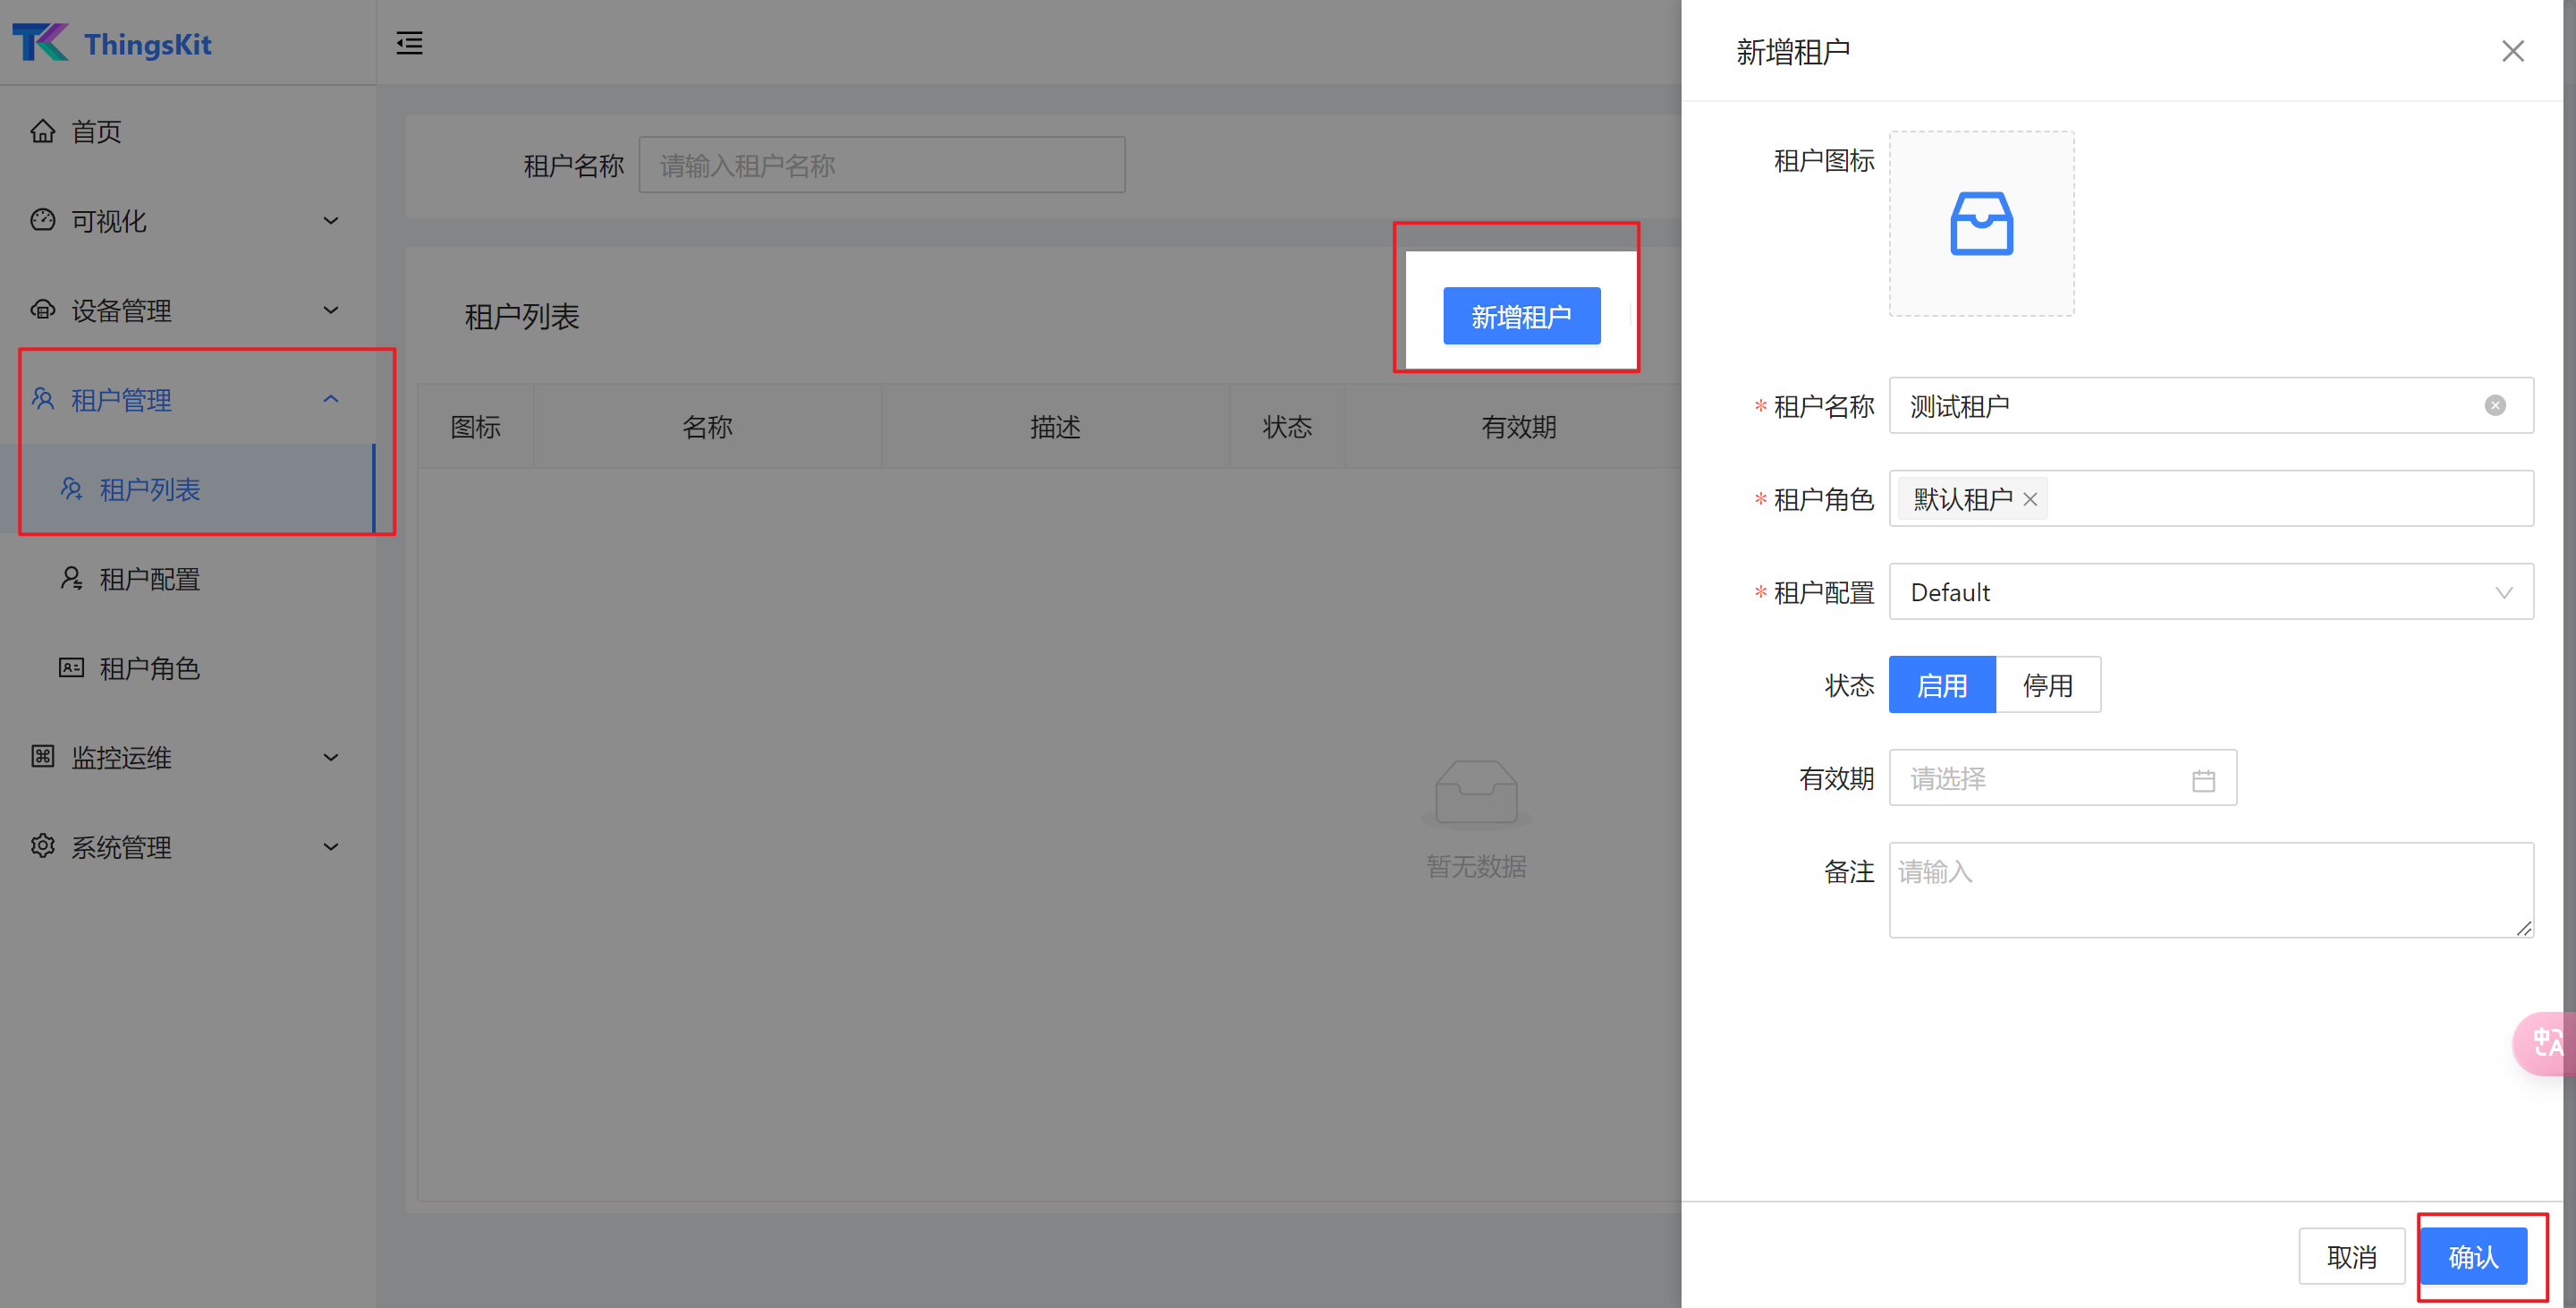 ThingsKit
首页
可视化
设备管理
租户管理
租户列表
租户配置
租户角色
监控运维
系统管理
租户名称
请输入租户名称
租户列表
新增租户
图标
名称
描述
状态
有效期
暂无数据
新增租户
租户图标
* 租户名称
测试租户
* 租户角色
默认租户
* 租户配置
Default
状态
启用
停用
有效期
请选择
备注
请输入
中A
取消
确认